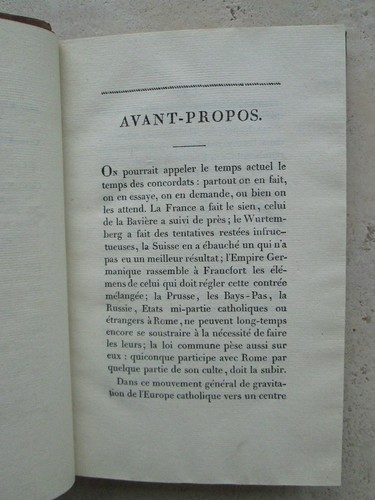 AVANT-PROPOS.
On pourrait appeler le temps actuel le
temps des concordats : partout on en fait,
on en essaye, on en demande, ou bien on
les attend. La France a fait le sien, celui
de la Bavière a suivi de près; le Wurtem-
berg a fait des tentatives restées infruc-
tueuses, la Suisse en a ébauché un qui n'a
pas eu un meilleur résultat; l'Empire Ger-
manique rassemble à Francfort les élé-
mens de celui qui doit régler cette contrée
mélangée; la Prusse, les Bays-Pas, la
Russie, Etats mi-partie catholiques ou
étrangers à Rome, ne peuvent long-temps
encore se soustraire à la nécessité de faire
les leurs; la loi commune pèse aussi sur
eux : quiconque participe avec Rome par
quelque partie de son culte, doit la subir.
Dans ce mouvement général de gravita-
tion de l'Europe catholique vers un centre